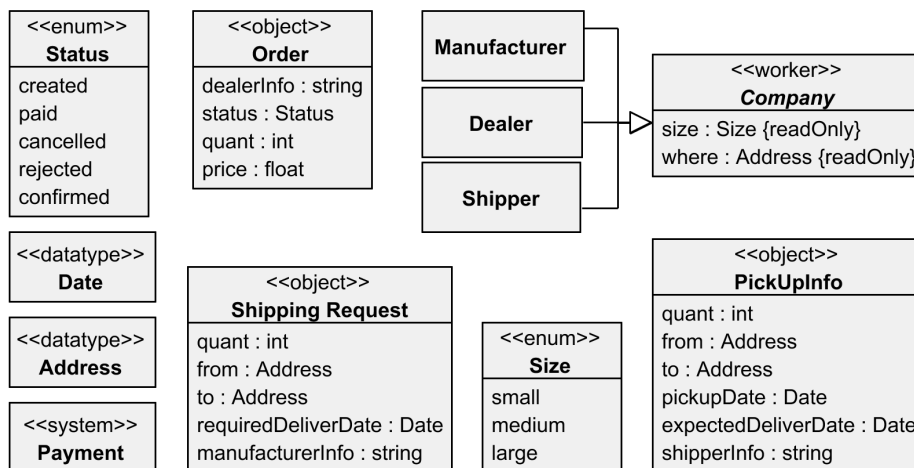 <<enum>>
Status
created
paid
cancelled
rejected
confirmed
<<object>>
Order
dealerInfo : string
status : Status
quant : int
price : float
Manufacturer
Dealer
Shipper
<<worker>>
Company
size : Size {readOnly}
where : Address {readOnly}
<<datatype>>
Date
<<datatype>>
Address
<<system>>
Payment
<<object>>
Shipping Request
quant : int
from : Address
to : Address
requiredDeliverDate : Date
manufacturerInfo : string
<<enum>>
Size
small
medium
large
<<object>>
PickUpInfo
quant : int
from : Address
to : Address
pickupDate : Date
expectedDeliverDate : Date
shipperInfo : string